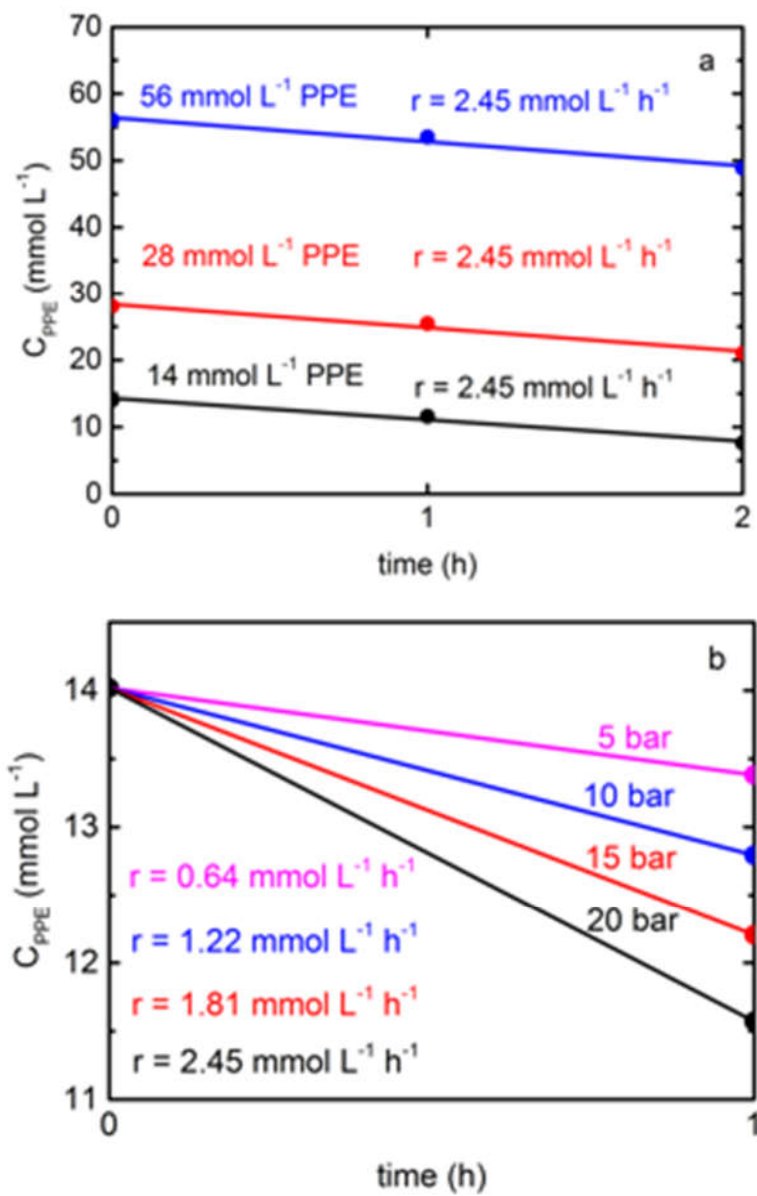 a
70
60
50
40
30
20
10
0
C_PPE (mmol L⁻¹)
56 mmol L⁻¹ PPE r = 2.45 mmol L⁻¹ h⁻¹
28 mmol L⁻¹ PPE r = 2.45 mmol L⁻¹ h⁻¹
14 mmol L⁻¹ PPE r = 2.45 mmol L⁻¹ h⁻¹
0 1 2
time (h)
b
14
13
12
11
C_PPE (mmol L⁻¹)
5 bar
10 bar
15 bar
20 bar
r = 0.64 mmol L⁻¹ h⁻¹
r = 1.22 mmol L⁻¹ h⁻¹
r = 1.81 mmol L⁻¹ h⁻¹
r = 2.45 mmol L⁻¹ h⁻¹
0 1
time (h)